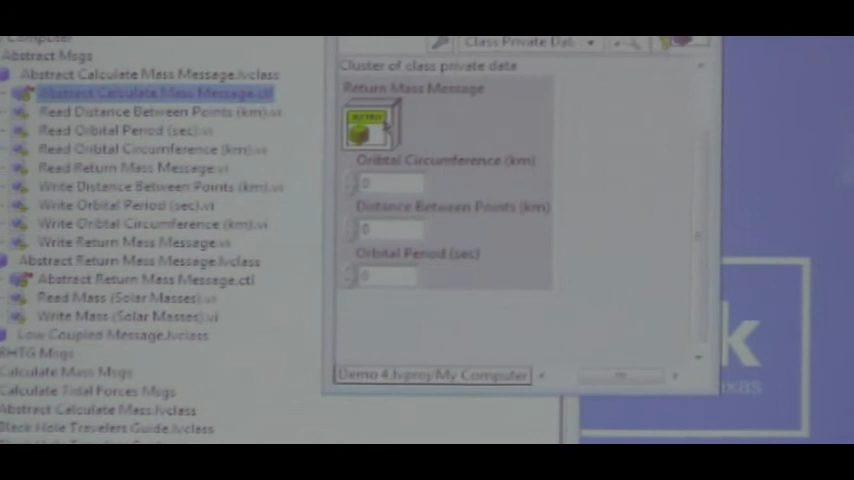 Computer
Abstract Msgs
Abstract Calculate Mass Message.lvclass
Abstract Calculate Mass Message.ctl
Read Distance Between Points (km).vi
Read Orbital Period (sec).vi
Read Orbital Circumference (km).vi
Read Return Mass Message.vi
Write Distance Between Points (km).vi
Write Orbital Period (sec).vi
Write Oribtal Circumference (km).vi
Write Return Mass Message.vi
Abstract Return Mass Message.lvclass
Abstract Return Mass Message.ctl
Read Mass (Solar Masses).vi
Write Mass (Solar Masses).vi
Low Coupled Message.lvclass
BHTG Msgs
Calculate Mass Msgs
Calculate Tidal Forces Msgs
Abstract Calculate Mass.lvclass
Black Hole Travelers Guide.lvclass
Class Private Dat
Cluster of class private data
Return Mass Message
Oribtal Circumference (km)
0
Distance Between Points (km)
0
Orbital Period (sec)
0
Demo 4.lvproj/My Computer
k
xas